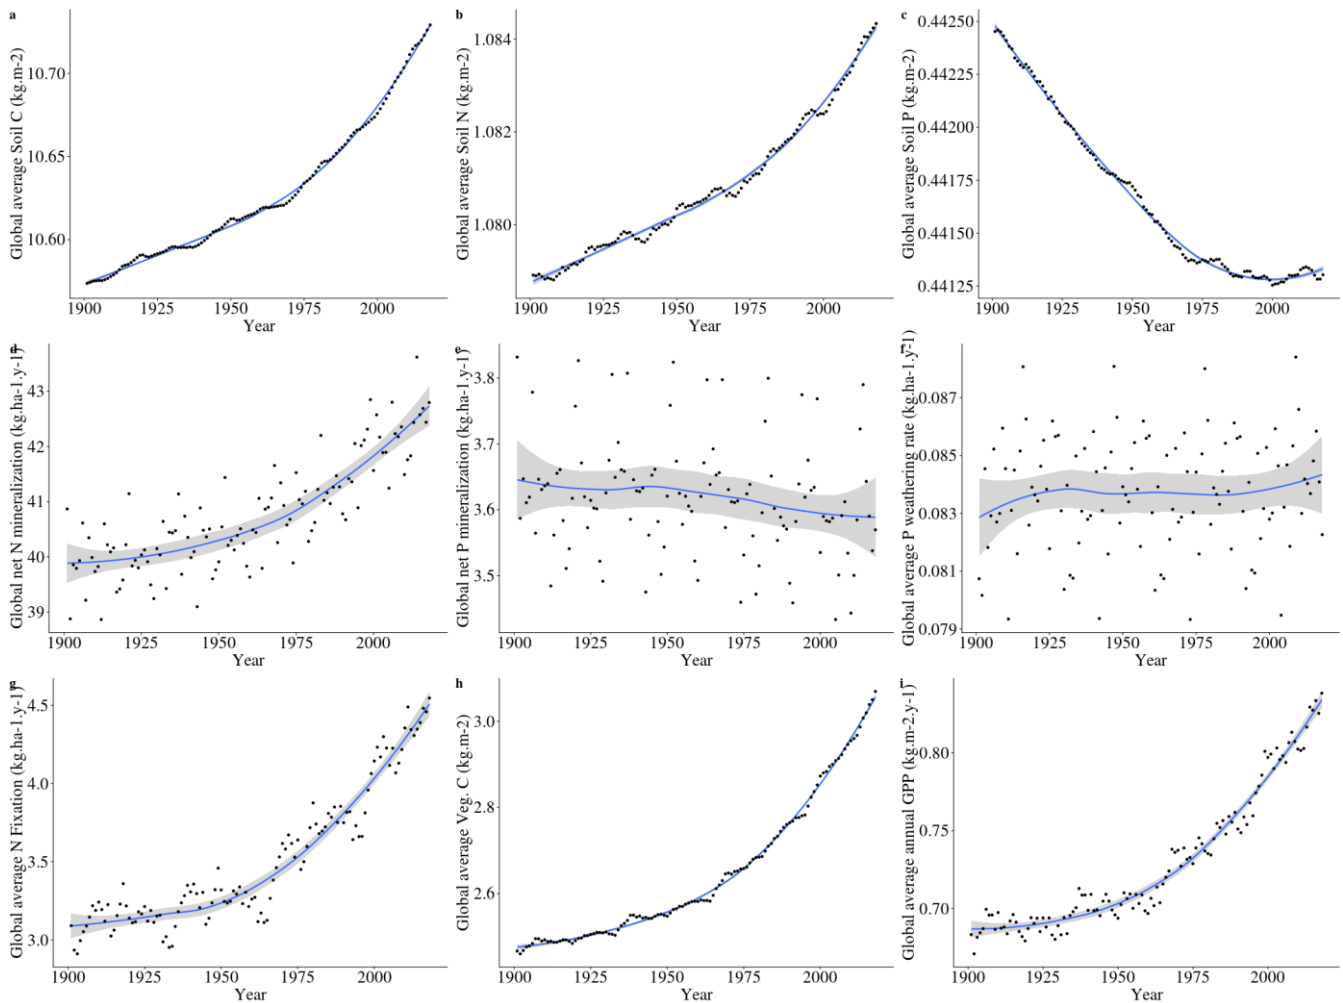 a
Global average Soil C (kg.m-2)
10.70
10.65
10.60
1900 1925 1950 1975 2000
Year
b
Global average Soil N (kg.m-2)
1.084
1.082
1.080
1900 1925 1950 1975 2000
Year
c
Global average Soil P (kg.m-2)
0.44250
0.44225
0.44200
0.44175
0.44150
0.44125
1900 1925 1950 1975 2000
Year
d
Global net N mineralization (kg.ha-1.y-1)
43
42
41
40
39
1900 1925 1950 1975 2000
Year
e
Global net P mineralization (kg.ha-1.y-1)
3.8
3.7
3.6
3.5
1900 1925 1950 1975 2000
Year
f
Global average P wethering rate (kg.ha-1.y-1)
0.087
0.085
0.083
0.081
0.079
1900 1925 1950 1975 2000
Year
g
Global average N Fixation (kg.ha-1.y-1)
4.5
4.0
3.5
3.0
1900 1925 1950 1975 2000
Year
h
Global average Veg. C (kg.m-2)
3.0
2.8
2.6
1900 1925 1950 1975 2000
Year
i
Global average annual GPP (kg.m-2.y-1)
0.80
0.75
0.70
1900 1925 1950 1975 2000
Year